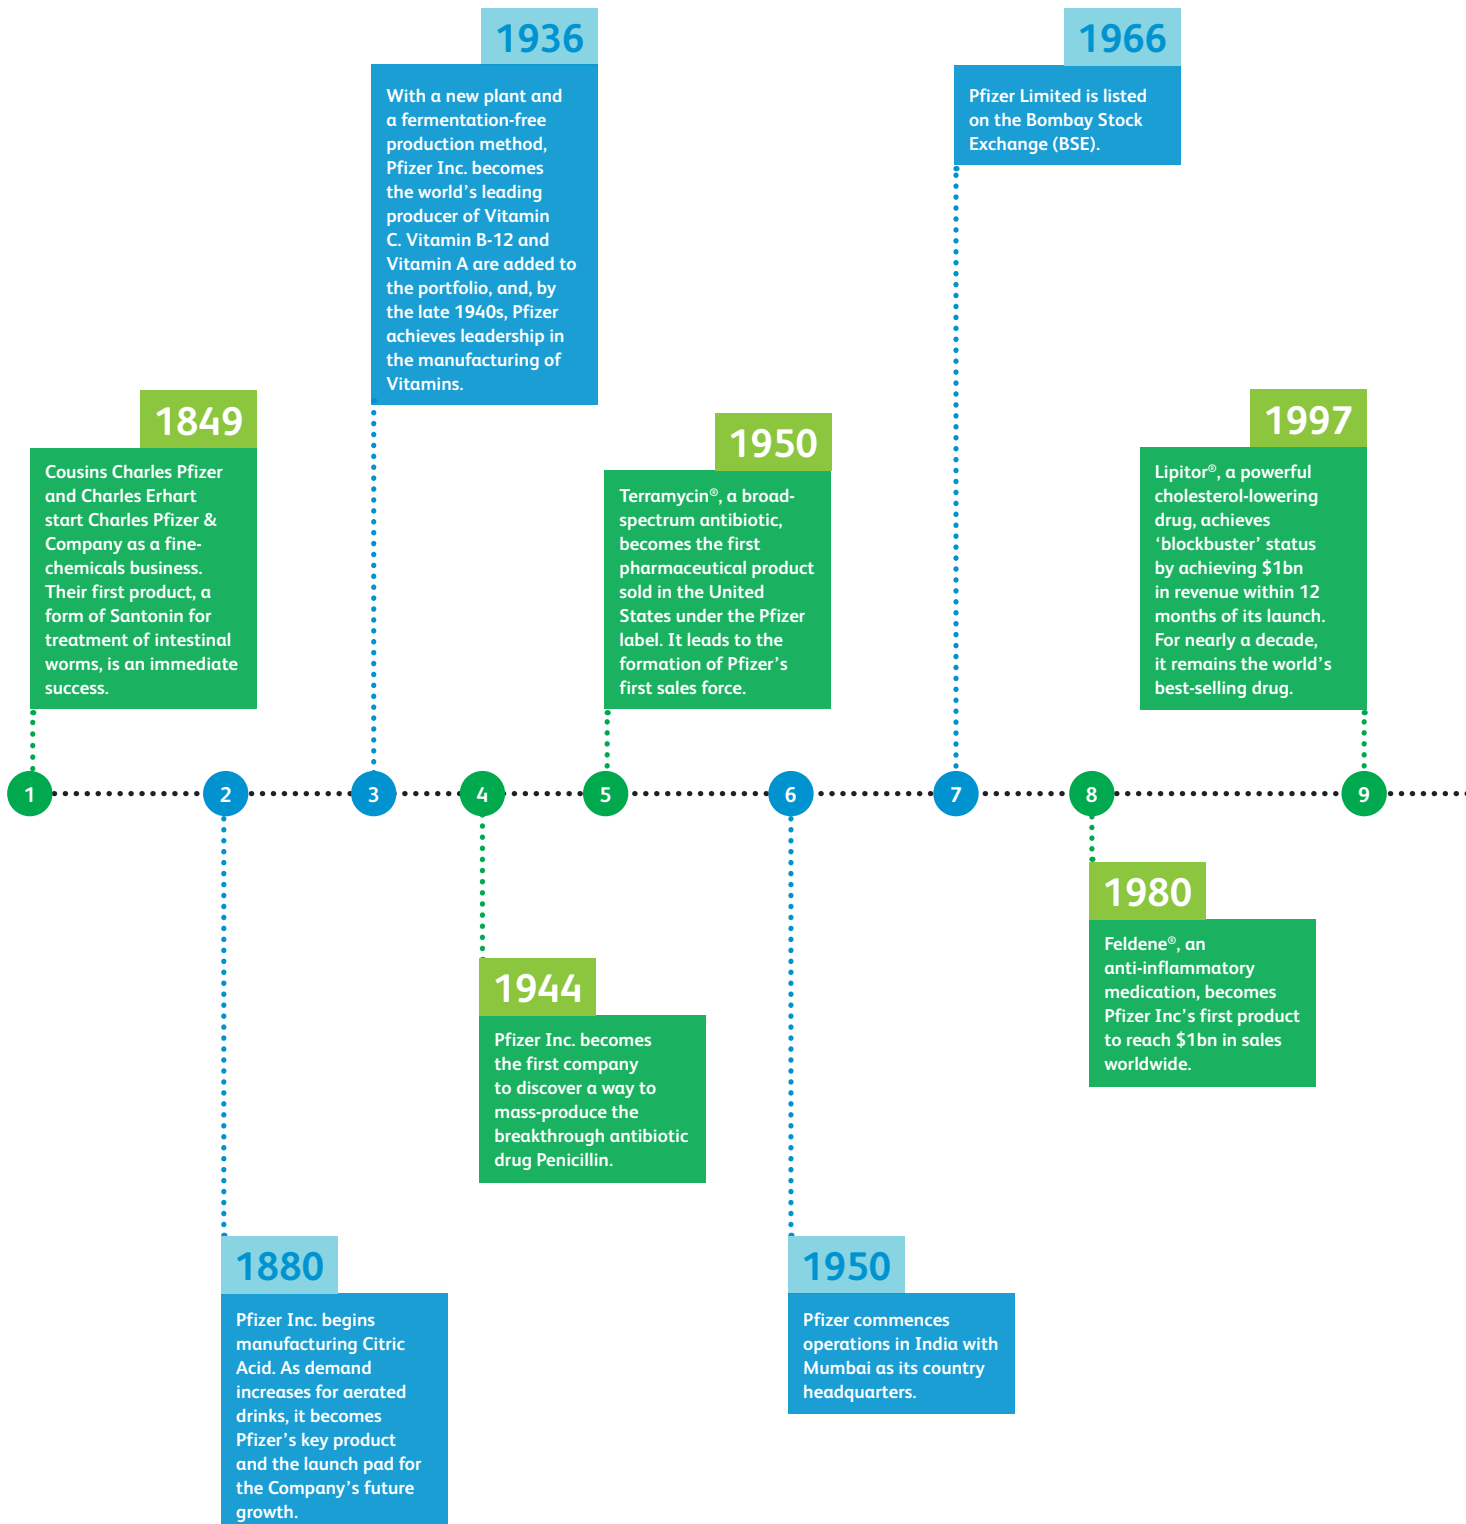 1936
With a new plant and
a fermentation-free
production method,
Pfizer Inc. becomes
the world’s leading
producer of Vitamin
C. Vitamin B-12 and
Vitamin A are added to
the portfolio, and, by
the late 1940s, Pfizer
achieves leadership in
the manufacturing of
Vitamins.
1966
Pfizer Limited is listed
on the Bombay Stock
Exchange (BSE).
1849
Cousins Charles Pfizer
and Charles Erhart
start Charles Pfizer &
Company as a fine-
chemicals business.
Their first product, a
form of Santonin for
treatment of intestinal
worms, is an immediate
success.
1950
Terramycin®, a broad-
spectrum antibiotic,
becomes the first
pharmaceutical product
sold in the United
States under the Pfizer
label. It leads to the
formation of Pfizer’s
first sales force.
1997
Lipitor®, a powerful
cholesterol-lowering
drug, achieves
‘blockbuster’ status
by achieving $1bn
in revenue within 12
months of its launch.
For nearly a decade,
it remains the world’s
best-selling drug.
1 2 3 4 5 6 7 8 9
1980
Feldene®, an
anti-inflammatory
medication, becomes
Pfizer Inc’s first product
to reach $1bn in sales
worldwide.
1944
Pfizer Inc. becomes
the first company
to discover a way to
mass-produce the
breakthrough antibiotic
drug Penicillin.
1880
Pfizer Inc. begins
manufacturing Citric
Acid. As demand
increases for aerated
drinks, it becomes
Pfizer’s key product
and the launch pad for
the Company’s future
growth.
1950
Pfizer commences
operations in India with
Mumbai as its country
headquarters.